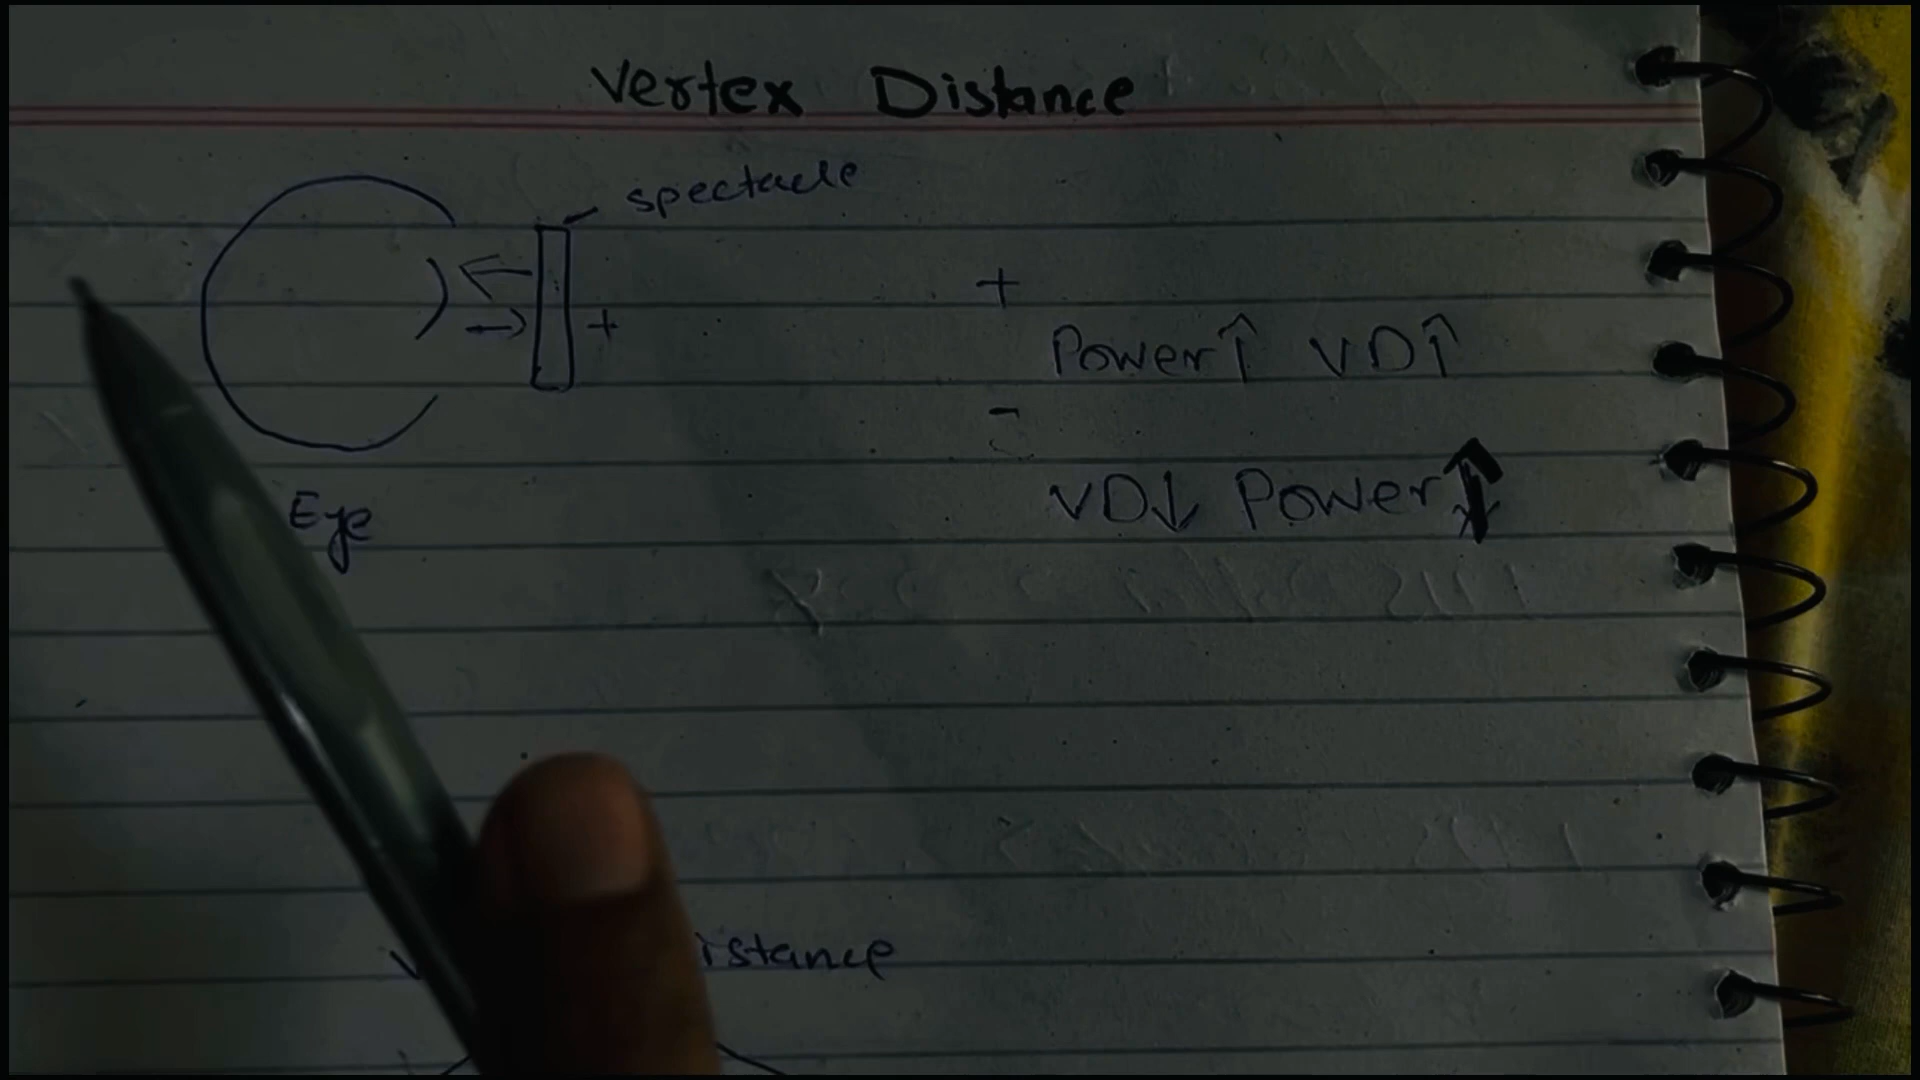 Vertex Distance
spectacle
+
+
Power↑ VD↑
-
VD↓ Power↑
Eye
istance